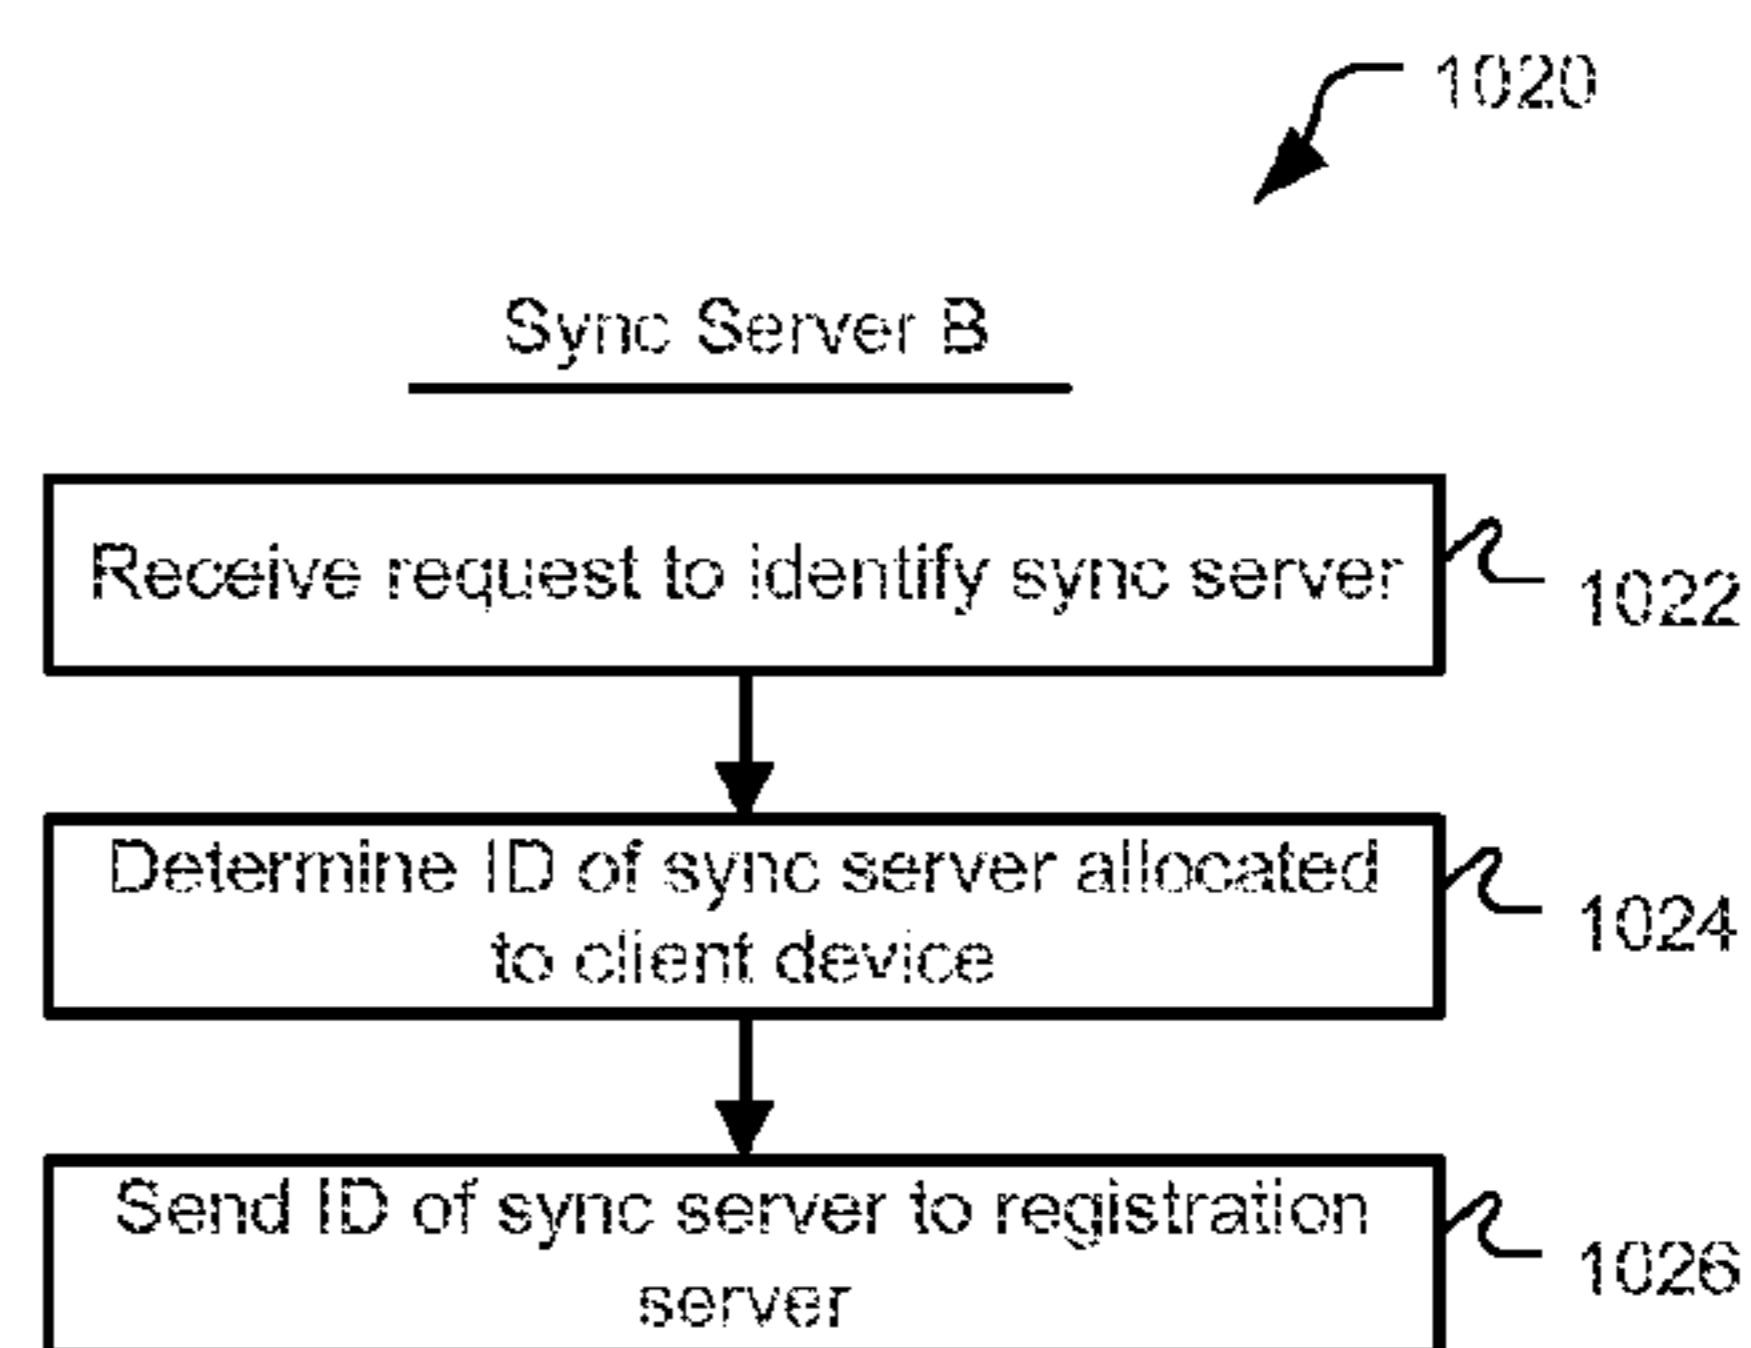 1020
Sync Server B
Receive request to identify sync server
1022
Determine ID of sync server allocated
to client device
1024
Send ID of sync server to registration
server
1026